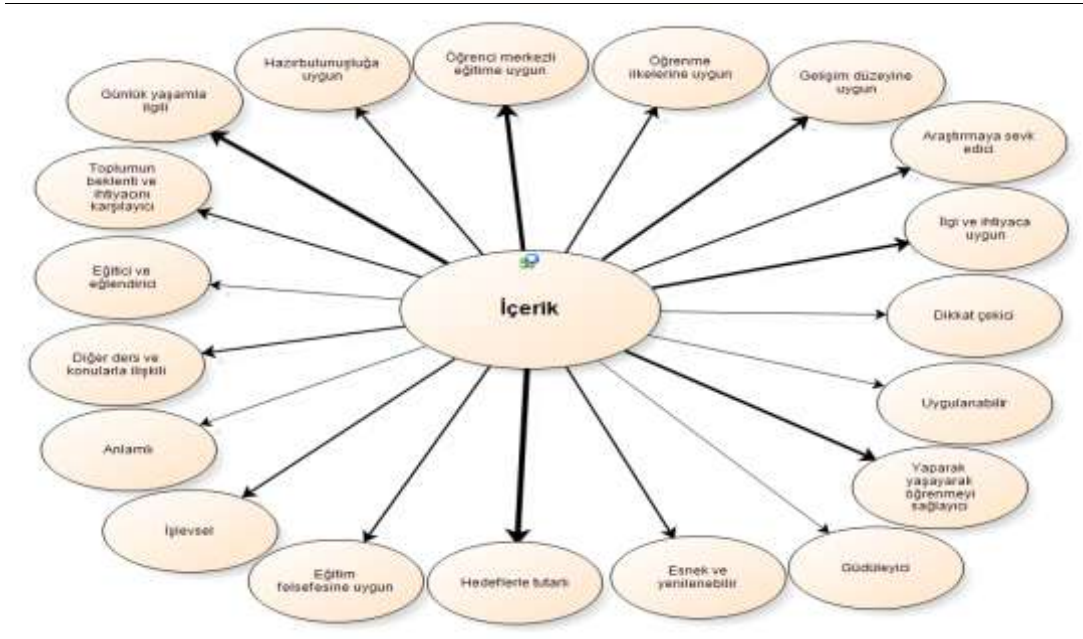 Öğrenci merkezli
eğitime uygun
Öğrenme
ilkelerine uygun
Hazırbulunuşluğa
uygun
Gelişim düzeyine
uygun
Günlük yaşamla
ilgili
Araştırmaya sevk
edici
Toplumun
beklenti ve
ihtiyacını
karşılayıcı
İlgi ve ihtiyaca
uygun
Eğitici ve
eğlendirici
İçerik
Dikkat çekici
Diğer ders ve
konularla ilişkili
Uygulanabilir
Anlamlı
Yaparak
yaşayarak
öğrenmeyi
sağlayıcı
İşlevsel
Eğitim
felsefesine uygun
Hedeflerle tutarlı
Esnek ve
yenilenebilir
Güdüleyici